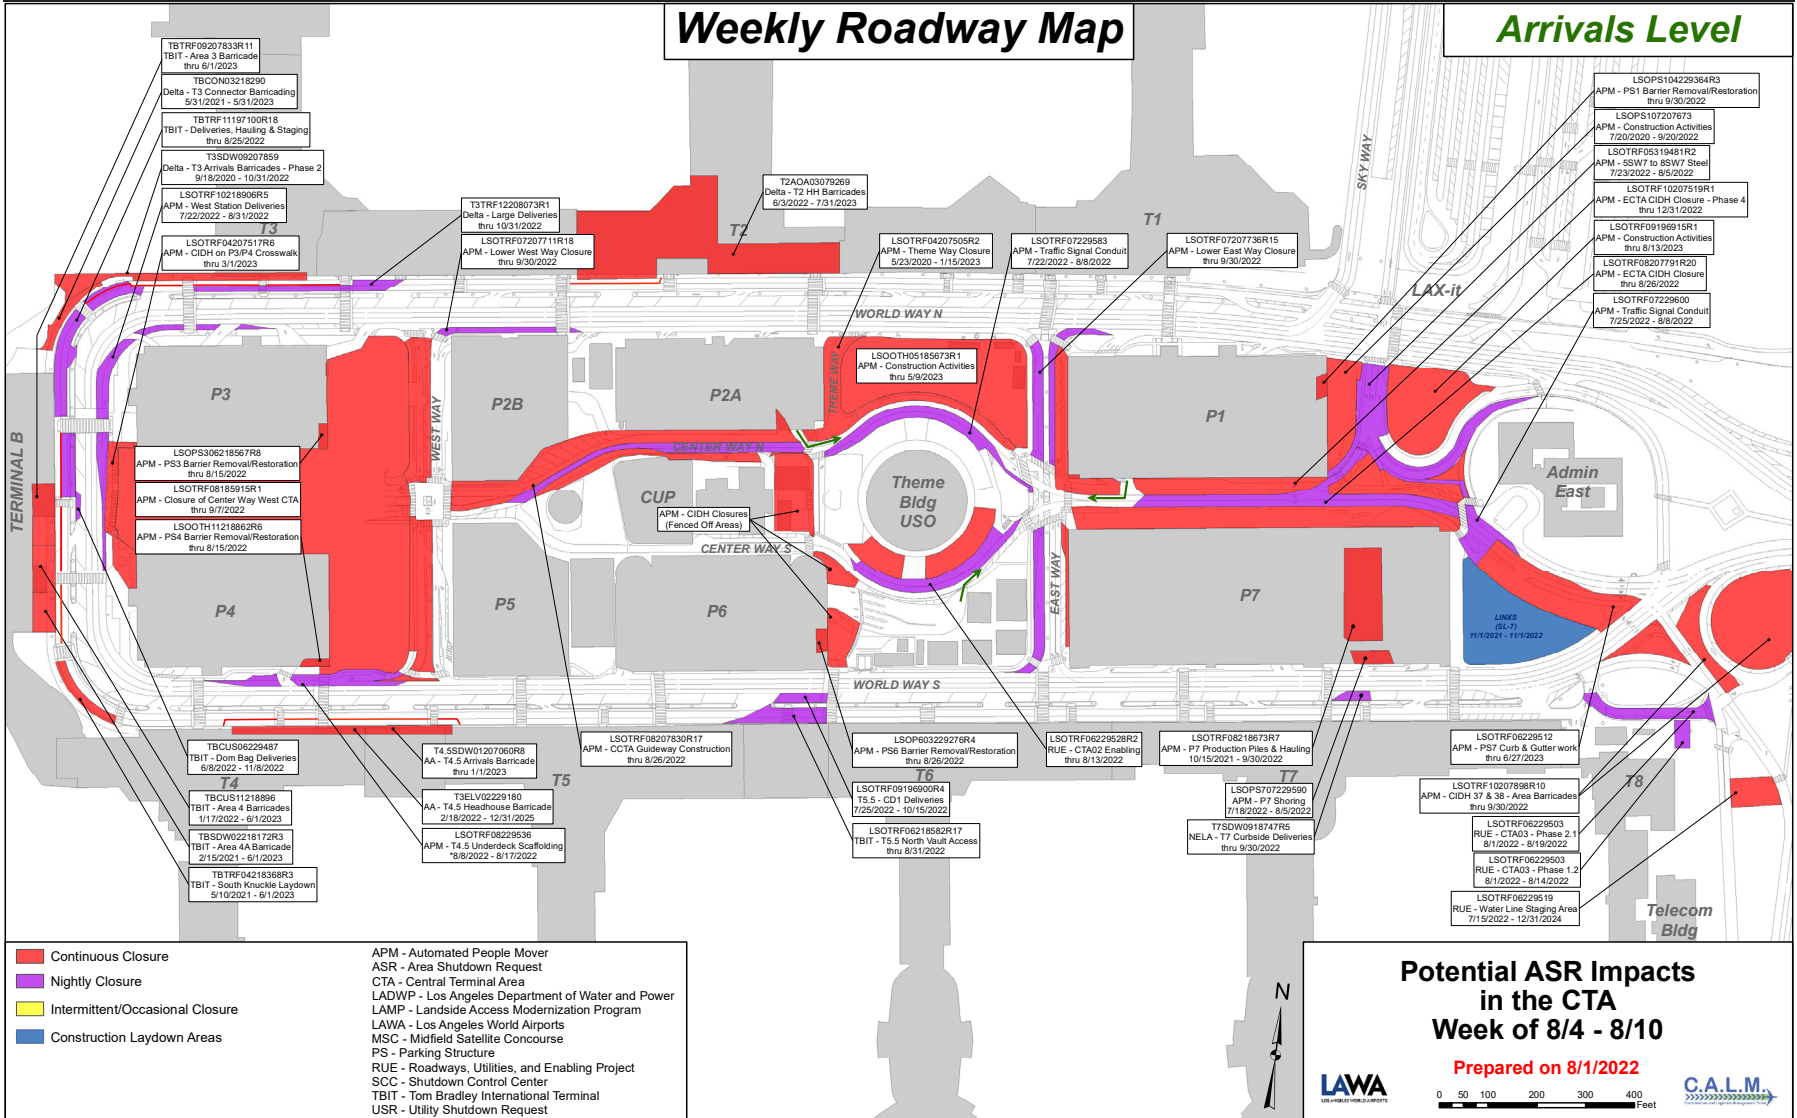 Weekly Roadway Map
Arrivals Level
TBTRF09207833R11
TBIT - Area 3 Barricade
thru 6/1/2023
TBCON03218290
Delta - T3 Connector Barricading
5/31/2021 - 5/31/2023
TBTRF11197100R18
TBIT - Deliveries, Hauling & Staging
thru 8/25/2022
T3SDW09207859
Delta - T3 Arrivals Barricades - Phase 2
9/18/2020 - 10/31/2022
LSOTRF10218906R5
APM - West Station Deliveries
7/22/2022 - 8/31/2022
T3
LSOTRF04207517R6
APM - CIDH on P3/P4 Crosswalk
thru 3/1/2023
T3TRF12208073R1
Delta - Large Deliveries
thru 10/31/2022
LSOTRF07207711R18
APM - Lower West Way Closure
thru 9/30/2022
T2AOA03079269
Delta - T2 HH Barricades
6/3/2022 - 7/31/2023
T2
T1
LSOTRF04207505R2
APM - Theme Way Closure
5/23/2020 - 1/15/2023
LSOTRF07229583
APM - Traffic Signal Conduit
7/22/2022 - 8/8/2022
LSOTRF07207736R15
APM - Lower East Way Closure
thru 9/30/2022
SKY WAY
LSOPS104229364R3
APM - PS1 Barrier Removal/Restoration
thru 9/30/2022
LSOPS107207673
APM - Construction Activities
7/20/2020 - 9/20/2022
LSOTRF05319481R2
APM - 5SW7 to 8SW7 Steel
7/23/2022 - 8/5/2022
LSOTRF10207519R1
APM - ECTA CIDH Closure - Phase 4
thru 12/31/2022
LSOTRF09196915R1
APM - Construction Activities
thru 8/13/2023
LSOTRF08207791R20
APM - ECTA CIDH Closure
thru 8/26/2022
LSOTRF07229600
APM - Traffic Signal Conduit
7/25/2022 - 8/8/2022
LAX-it
WORLD WAY N
LSOOTH05185673R1
APM - Construction Activities
thru 5/9/2023
P3
P2B
P2A
P1
THEME WAY
WEST WAY
CENTER WAY N
TERMINAL B
LSOPS306218567R8
APM - PS3 Barrier Removal/Restoration
thru 8/15/2022
LSOTRF08185915R1
APM - Closure of Center Way West CTA
thru 9/7/2022
LSOOTH11218862R6
APM - PS4 Barrier Removal/Restoration
thru 8/15/2022
CUP
APM - CIDH Closures
(Fenced Off Areas)
CENTER WAY S
Theme
Bldg
USO
Admin
East
EAST WAY
P4
P5
P6
P7
LINXS
(SL-7)
11/1/2021 - 11/1/2022
WORLD WAY S
TBCUS06229487
TBIT - Dom Bag Deliveries
6/8/2022 - 11/8/2022
T4
TBCUS11218896
TBIT - Area 4 Barricades
1/17/2022 - 6/1/2023
TBSDW02218172R3
TBIT - Area 4A Barricade
2/15/2021 - 6/1/2023
TBTRF04218368R3
TBIT - South Knuckle Laydown
5/10/2021 - 6/1/2023
T4.5SDW01207060R8
AA - T4.5 Arrivals Barricade
thru 1/1/2023
T3ELV02229180
AA - T4.5 Headhouse Barricade
2/18/2022 - 12/31/2025
LSOTRF08229536
APM - T4.5 Underdeck Scaffolding
*8/8/2022 - 8/17/2022
T5
LSOTRF08207830R17
APM - CCTA Guideway Construction
thru 8/26/2022
LSOP603229276R4
APM - PS6 Barrier Removal/Restoration
thru 8/26/2022
T6
LSOTRF09196900R4
T5.5 - CD1 Deliveries
7/25/2022 - 10/15/2022
LSOTRF06218582R17
TBIT - T5.5 North Vault Access
thru 8/31/2022
LSOTRF06229528R2
RUE - CTA02 Enabling
thru 8/13/2022
LSOTRF08218673R7
APM - P7 Production Piles & Hauling
10/15/2021 - 9/30/2022
T7
LSOPS707229590
APM - P7 Shoring
7/18/2022 - 8/5/2022
T7SDW0918747R5
NELA - T7 Curbside Deliveries
thru 9/30/2022
LSOTRF06229512
APM - PS7 Curb & Gutter work
thru 6/27/2023
T8
LSOTRF10207898R10
APM - CIDH 37 & 38 - Area Barricades
thru 9/30/2022
LSOTRF06229503
RUE - CTA03 - Phase 2.1
8/1/2022 - 8/19/2022
LSOTRF06229503
RUE - CTA03 - Phase 1.2
8/1/2022 - 8/14/2022
LSOTRF06229519
RUE - Water Line Staging Area
7/15/2022 - 12/31/2024
Telecom
Bldg
Continuous Closure
Nightly Closure
Intermittent/Occasional Closure
Construction Laydown Areas
APM - Automated People Mover
ASR - Area Shutdown Request
CTA - Central Terminal Area
LADWP - Los Angeles Department of Water and Power
LAMP - Landside Access Modernization Program
LAWA - Los Angeles World Airports
MSC - Midfield Satellite Concourse
PS - Parking Structure
RUE - Roadways, Utilities, and Enabling Project
SCC - Shutdown Control Center
TBIT - Tom Bradley International Terminal
USR - Utility Shutdown Request
N
Potential ASR Impacts
in the CTA
Week of 8/4 - 8/10
Prepared on 8/1/2022
LAWA
LOS ANGELES WORLD AIRPORTS
0 50 100 200 300 400
Feet
C.A.L.M.